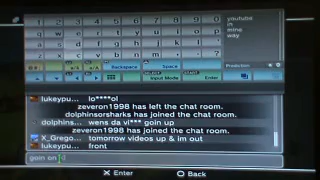 youtube
in
mine
way
Prediction
Backspace
Space
Input Mode
Enter
lukeypu... lo****ol
zeveron1998 has left the chat room.
dolphinsorsharks has joined the chat room.
dolphins... wens da vi*** goin up
zeveron1998 has joined the chat room.
X_Grego... tomorrow videos up & im out
lukeypu... front
goin on
Enter Back